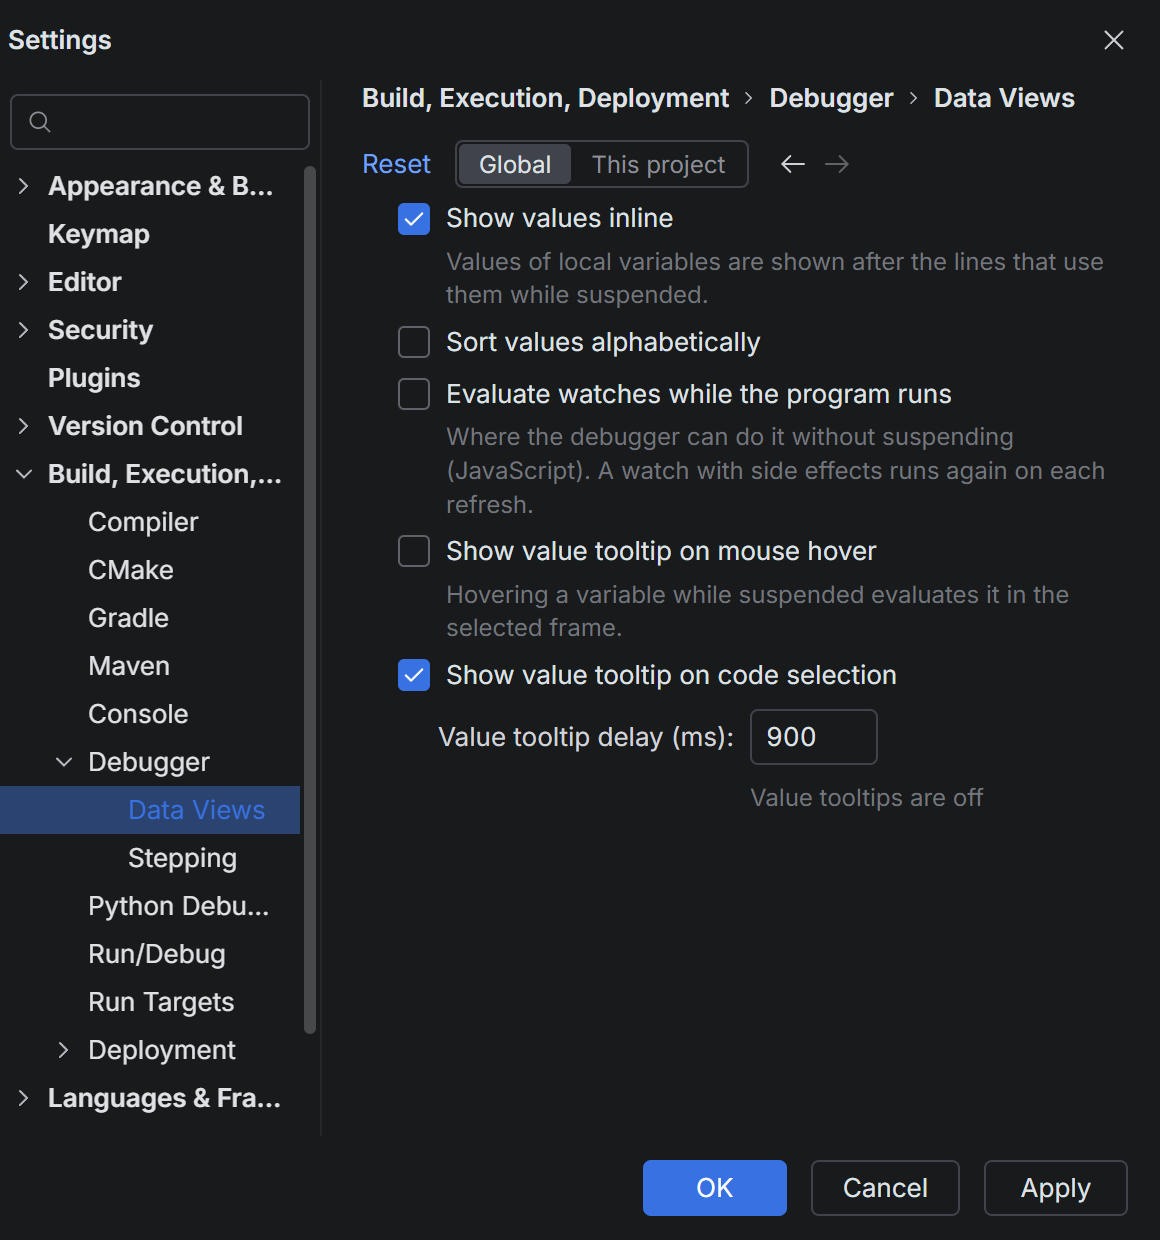 Settings
Appearance & B...
Keymap
Editor
Security
Plugins
Version Control
Build, Execution,...
Compiler
CMake
Gradle
Maven
Console
Debugger
Data Views
Stepping
Python Debu...
Run/Debug
Run Targets
Deployment
Languages & Fra...
Build, Execution, Deployment › Debugger › Data Views
Reset Global This project
Show values inline
Values of local variables are shown after the lines that use
them while suspended.
Sort values alphabetically
Evaluate watches while the program runs
Where the debugger can do it without suspending
(JavaScript). A watch with side effects runs again on each
refresh.
Show value tooltip on mouse hover
Hovering a variable while suspended evaluates it in the
selected frame.
Show value tooltip on code selection
Value tooltip delay (ms): 900
Value tooltips are off
OK Cancel Apply